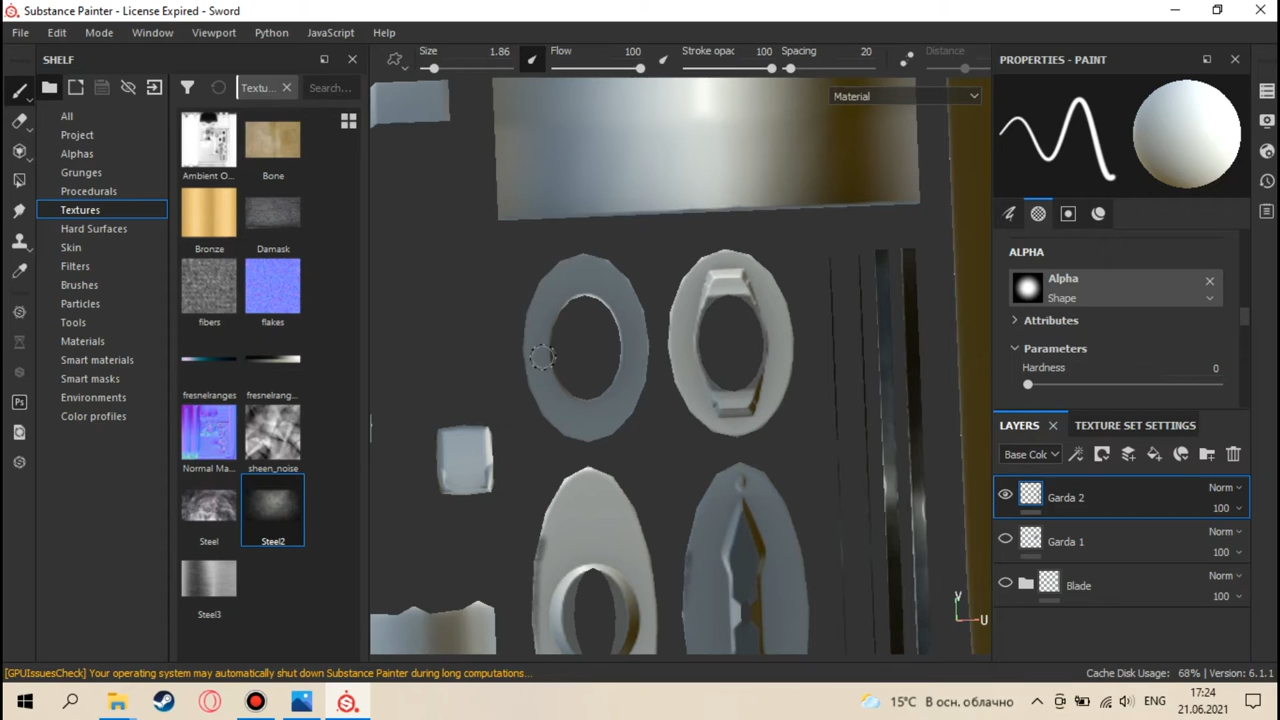 Substance Painter - License Expired - Sword
File Edit Mode Window Viewport Python JavaScript Help
SHELF
Size 1.86 Flow 100 Stroke opac 100 Spacing 20 Distance
PROPERTIES - PAINT
Textu... Search...
Material
All
Project
Alphas
Grunges
Procedurals
Textures
Hard Surfaces
Skin
Filters
Brushes
Particles
Tools
Materials
Smart materials
Smart masks
Environments
Color profiles
Ambient O... Bone
Bronze Damask
fibers flakes
fresnelranges fresnelrang...
Normal Ma... sheen_noise
Steel Steel2
Steel3
V
U
ALPHA
Alpha
Shape
Attributes
Parameters
Hardness 0
LAYERS TEXTURE SET SETTINGS
Base Colc
Garda 2 Norm 100
Garda 1 Norm 100
Blade Norm 100
[GPUIssuesCheck] Your operating system may automatically shut down Substance Painter during long computations...
Cache Disk Usage: 68% | Version: 6.1.1
Ps
15°C В осн. облачно
ENG
17:24
21.06.2021